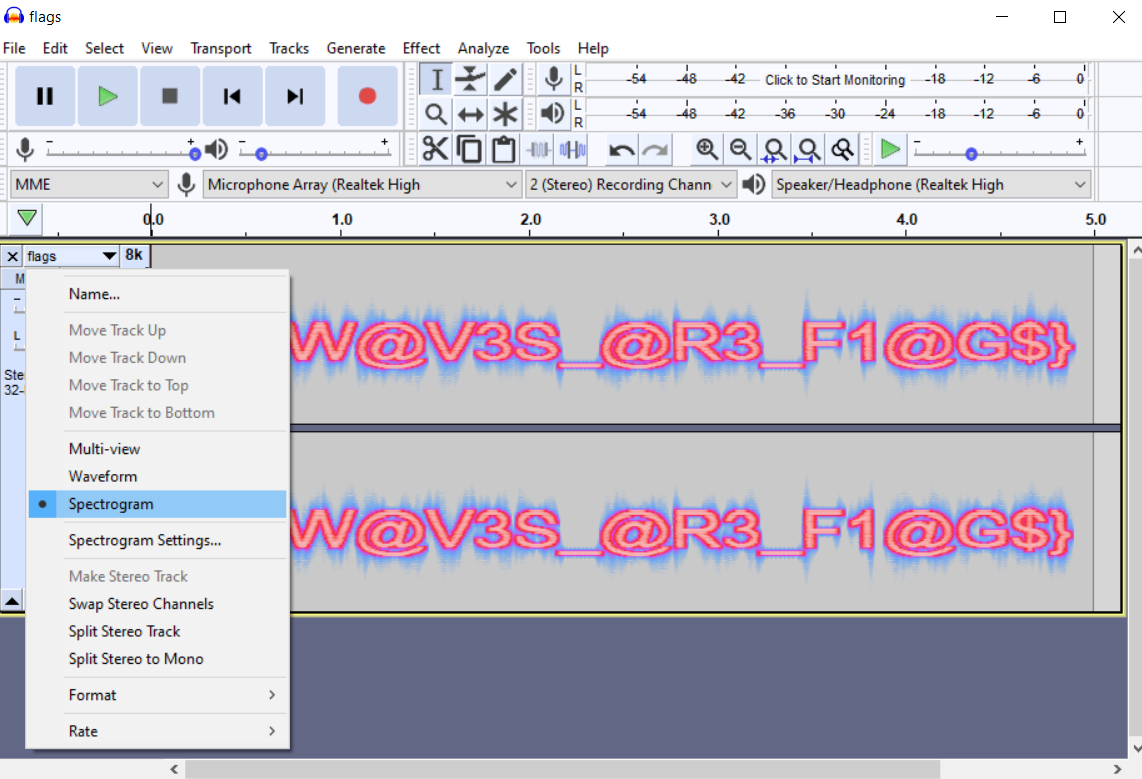 flags
File Edit Select View Transport Tracks Generate Effect Analyze Tools Help
L R -54 -48 -42 Click to Start Monitoring -18 -12 -6 0
L R -54 -48 -42 -36 -30 -24 -18 -12 -6 0
- + - + - +
MME Microphone Array (Realtek High 2 (Stereo) Recording Chann Speaker/Headphone (Realtek High
0.0 1.0 2.0 3.0 4.0 5.0
flags 8k
M
Name...
-
Move Track Up
L
W@V3S_@R3_F1@G$}
Move Track Down
Ste
Move Track to Top
32-
Move Track to Bottom
Multi-view
Waveform
Spectrogram
W@V3S_@R3_F1@G$}
Spectrogram Settings...
Make Stereo Track
Swap Stereo Channels
Split Stereo Track
Split Stereo to Mono
Format
Rate